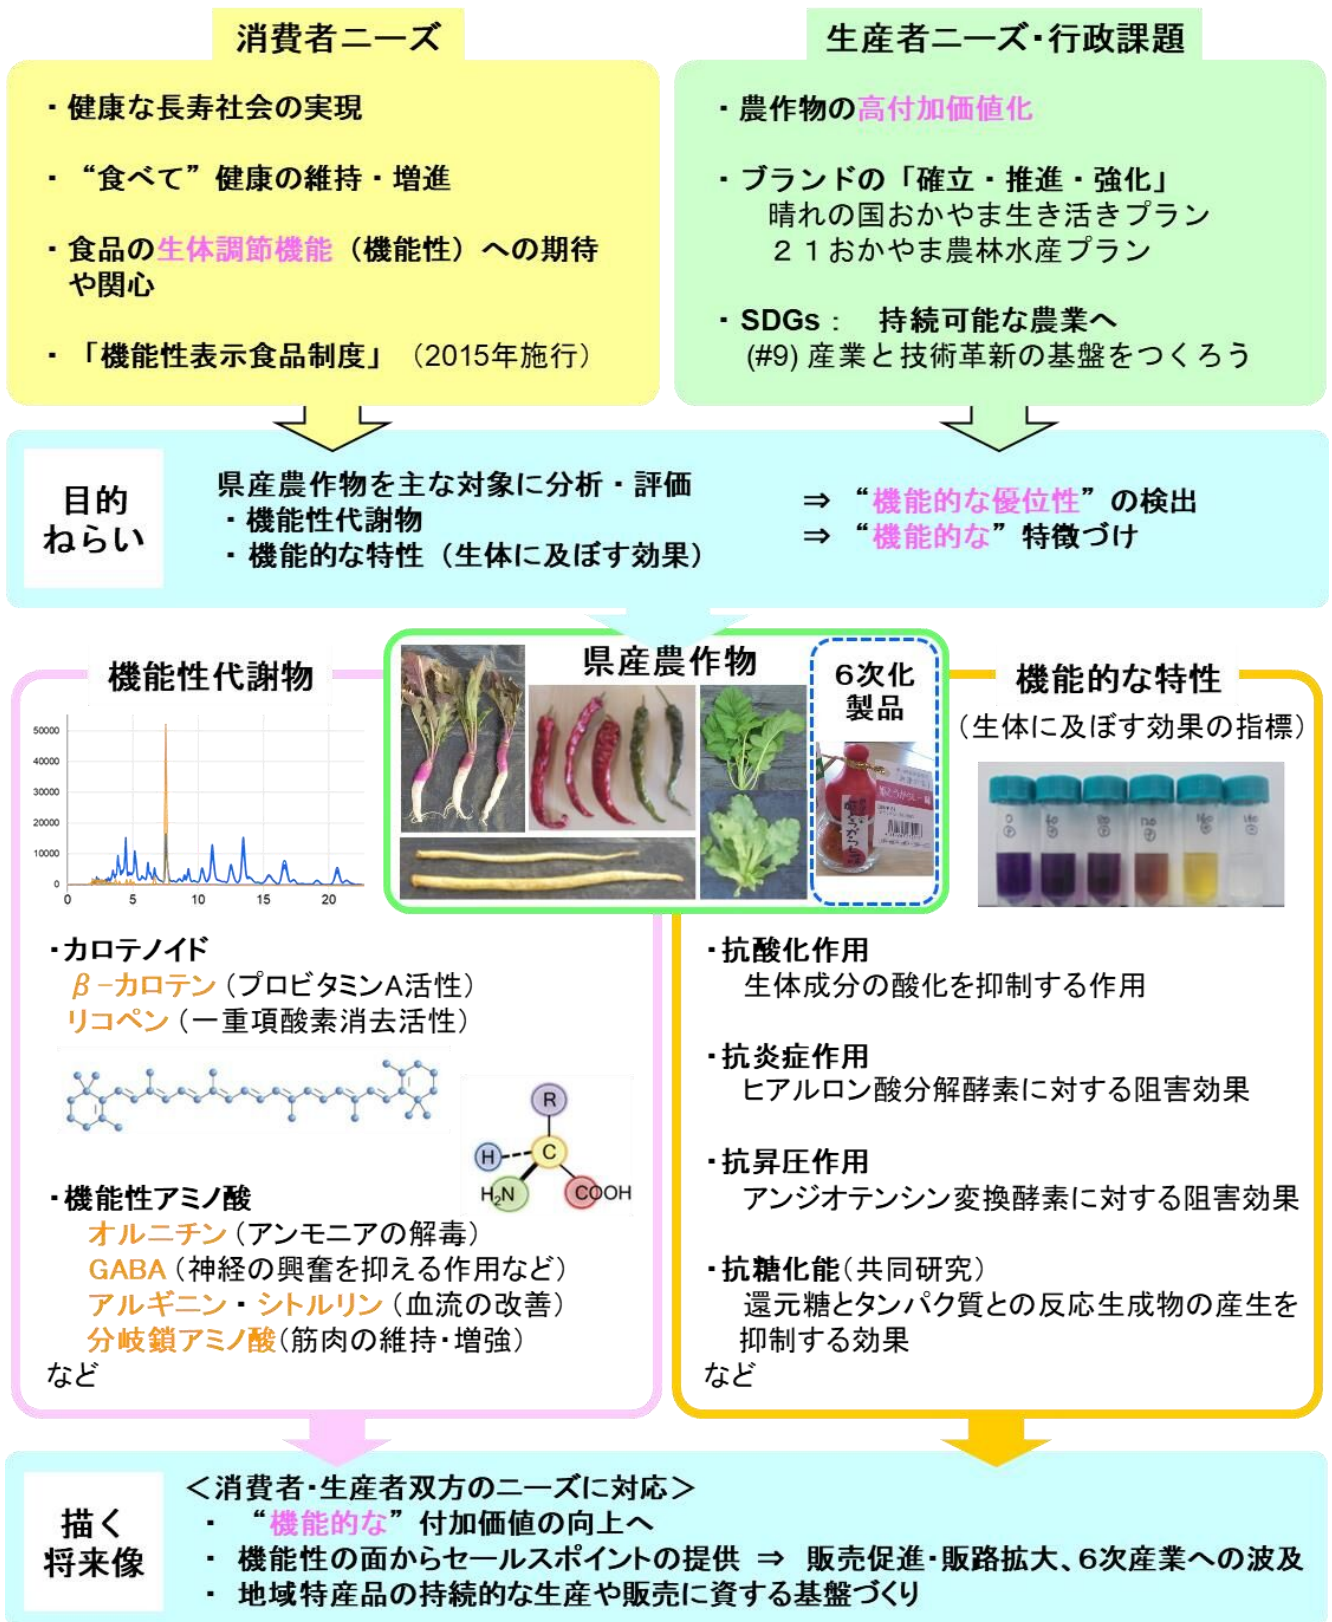 消費者ニーズ
・健康な長寿社会の実現
・“食べて”健康の維持・増進
・食品の生体調節機能（機能性）への期待
や関心
・「機能性表示食品制度」（2015年施行）
生産者ニーズ・行政課題
・農作物の高付加価値化
・ブランドの「確立・推進・強化」
晴れの国おかやま生き活きプラン
２１おかやま農林水産プラン
・SDGs： 持続可能な農業へ
(#9) 産業と技術革新の基盤をつくろう
目的
ねらい
県産農作物を主な対象に分析・評価
・機能性代謝物
・機能的な特性（生体に及ぼす効果）
⇒ “機能的な優位性”の検出
⇒ “機能的な”特徴づけ
機能性代謝物
50000
40000
30000
20000
10000
0
0 5 10 15 20
県産農作物
6次化
製品
機能的な特性
（生体に及ぼす効果の指標）
・カロテノイド
β-カロテン（プロビタミンA活性）
リコペン（一重項酸素消去活性）
R
H
C
H₂N
COOH
・機能性アミノ酸
オルニチン（アンモニアの解毒）
GABA（神経の興奮を抑える作用など）
アルギニン・シトルリン（血流の改善）
分岐鎖アミノ酸（筋肉の維持・増強）
など
・抗酸化作用
生体成分の酸化を抑制する作用
・抗炎症作用
ヒアルロン酸分解酵素に対する阻害効果
・抗昇圧作用
アンジオテンシン変換酵素に対する阻害効果
・抗糖化能（共同研究）
還元糖とタンパク質との反応生成物の産生を
抑制する効果
など
描く
将来像
＜消費者・生産者双方のニーズに対応＞
・ “機能的な”付加価値の向上へ
・ 機能性の面からセールスポイントの提供 ⇒ 販売促進・販路拡大、6次産業への波及
・ 地域特産品の持続的な生産や販売に資する基盤づくり